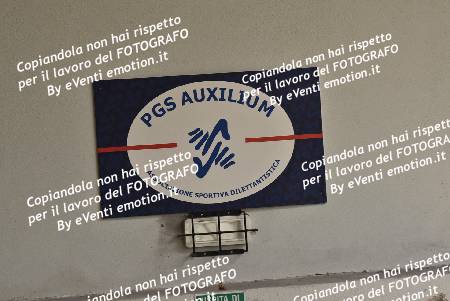 Copiandola non hai rispetto
per il lavoro del FOTOGRAFO
By eVenti emotion.it
Copiandola non hai rispetto
per il lavoro del FOTOGRAFO
By eVenti emotion.it
PGS AUXILIUM
ASSOCIAZIONE SPORTIVA DILETTANTISTICA
Copiandola non hai rispetto
per il lavoro del FOTOGRAFO
By eVenti emotion.it
Copiandola non hai rispetto
per il lavoro del FOTOGRAFO
By eVenti emotion.it
Copiandola non hai rispetto
per il lavoro del FOTOGRAFO
Copiandola non hai rispetto
per il lavoro del FOTOGRAFO
USCITA DI